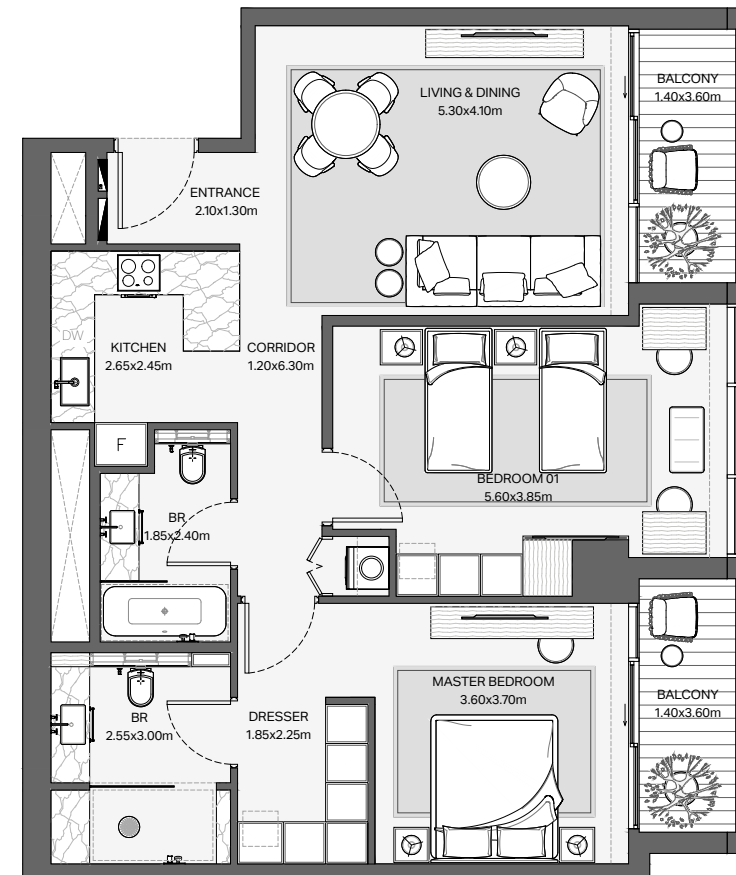 LIVING & DINING
5.30x4.10m
BALCONY
1.40x3.60m
ENTRANCE
2.10x1.30m
DW
KITCHEN
2.65x2.45m
CORRIDOR
1.20x6.30m
F
BEDROOM 01
5.60x3.85m
BR
1.85x2.40m
MASTER BEDROOM
3.60x3.70m
BALCONY
1.40x3.60m
BR
2.55x3.00m
DRESSER
1.85x2.25m